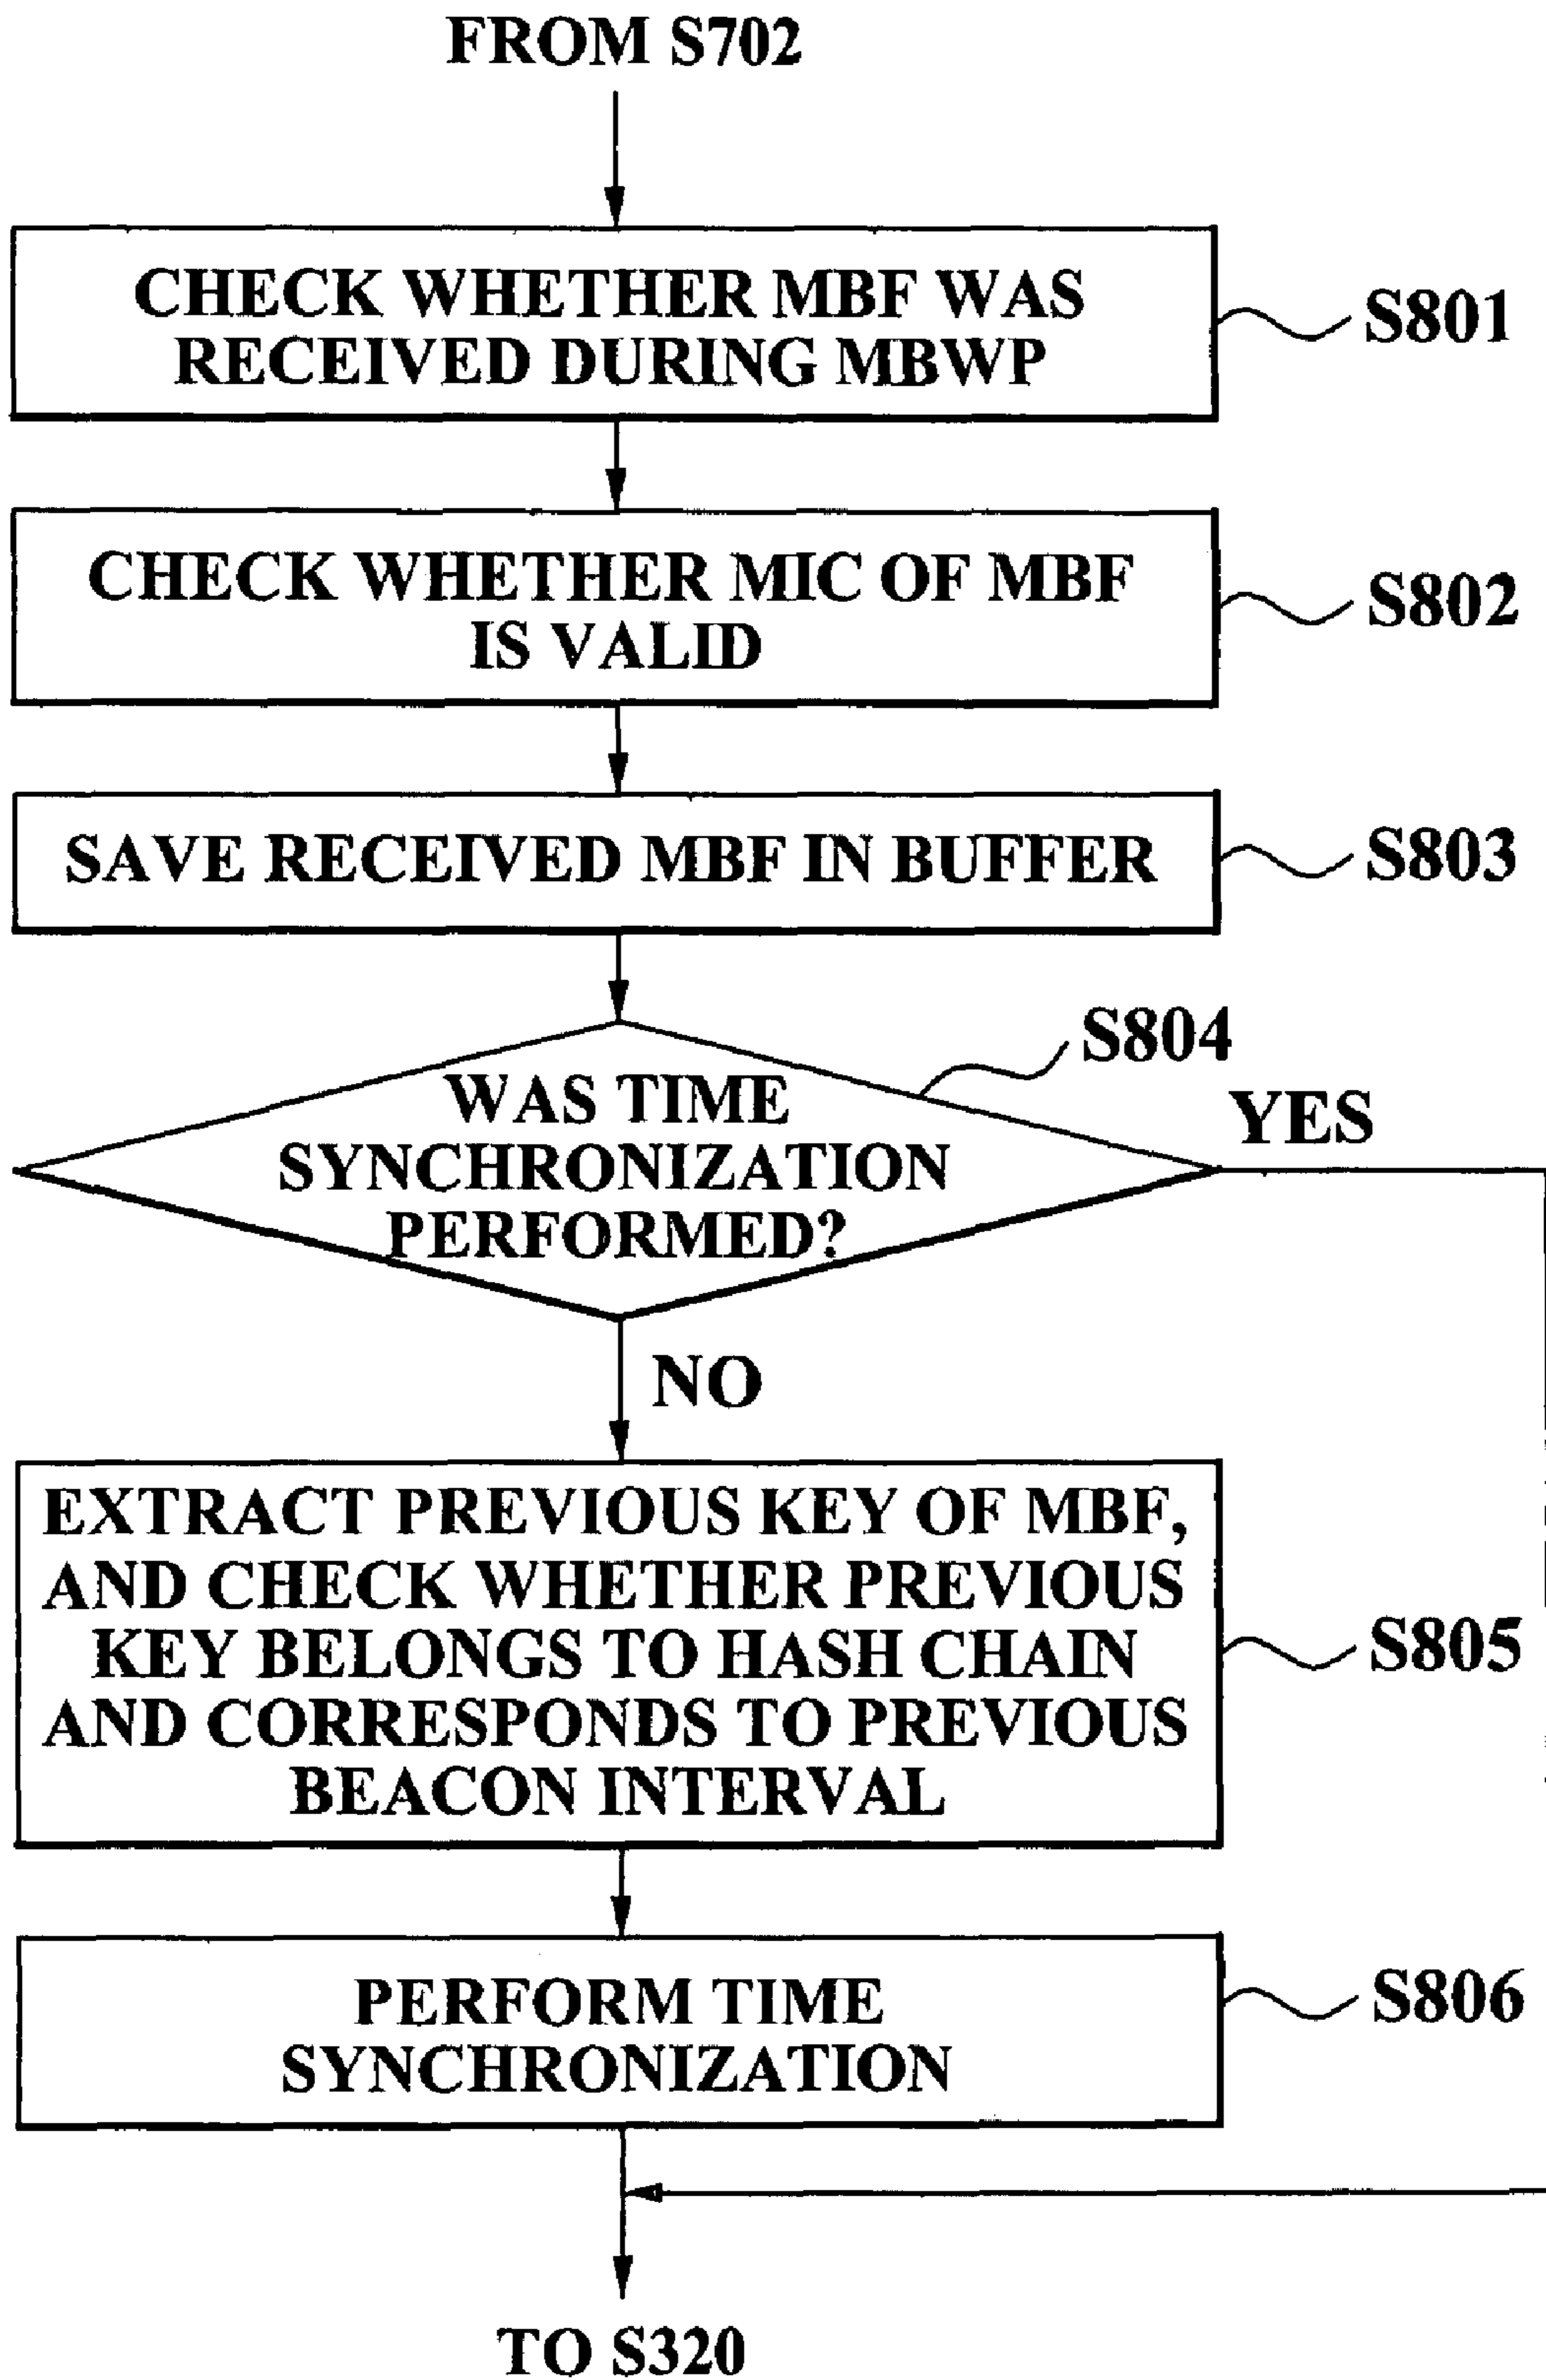 FROM S702
CHECK WHETHER MBF WAS
RECEIVED DURING MBWP
S801
CHECK WHETHER MIC OF MBF
IS VALID
S802
SAVE RECEIVED MBF IN BUFFER
S803
S804
WAS TIME
SYNCHRONIZATION
PERFORMED?
YES
NO
EXTRACT PREVIOUS KEY OF MBF,
AND CHECK WHETHER PREVIOUS
KEY BELONGS TO HASH CHAIN
AND CORRESPONDS TO PREVIOUS
BEACON INTERVAL
S805
PERFORM TIME
SYNCHRONIZATION
S806
TO S320